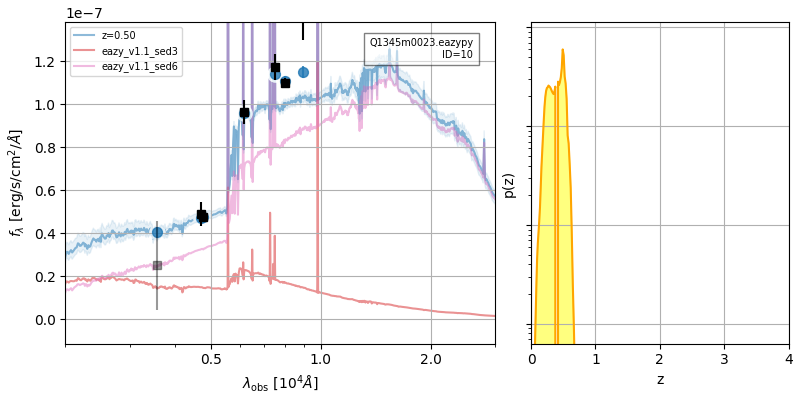 1e−7
z=0.50
eazy_v1.1_sed3
eazy_v1.1_sed6
Q1345m0023.eazypy
ID=10
1.2
1.0
0.8
0.6
0.4
0.2
0.0
f_λ [erg/s/cm²/Å]
0.5
1.0
2.0
λ_obs [10⁴Å]
p(z)
0
1
2
3
4
z